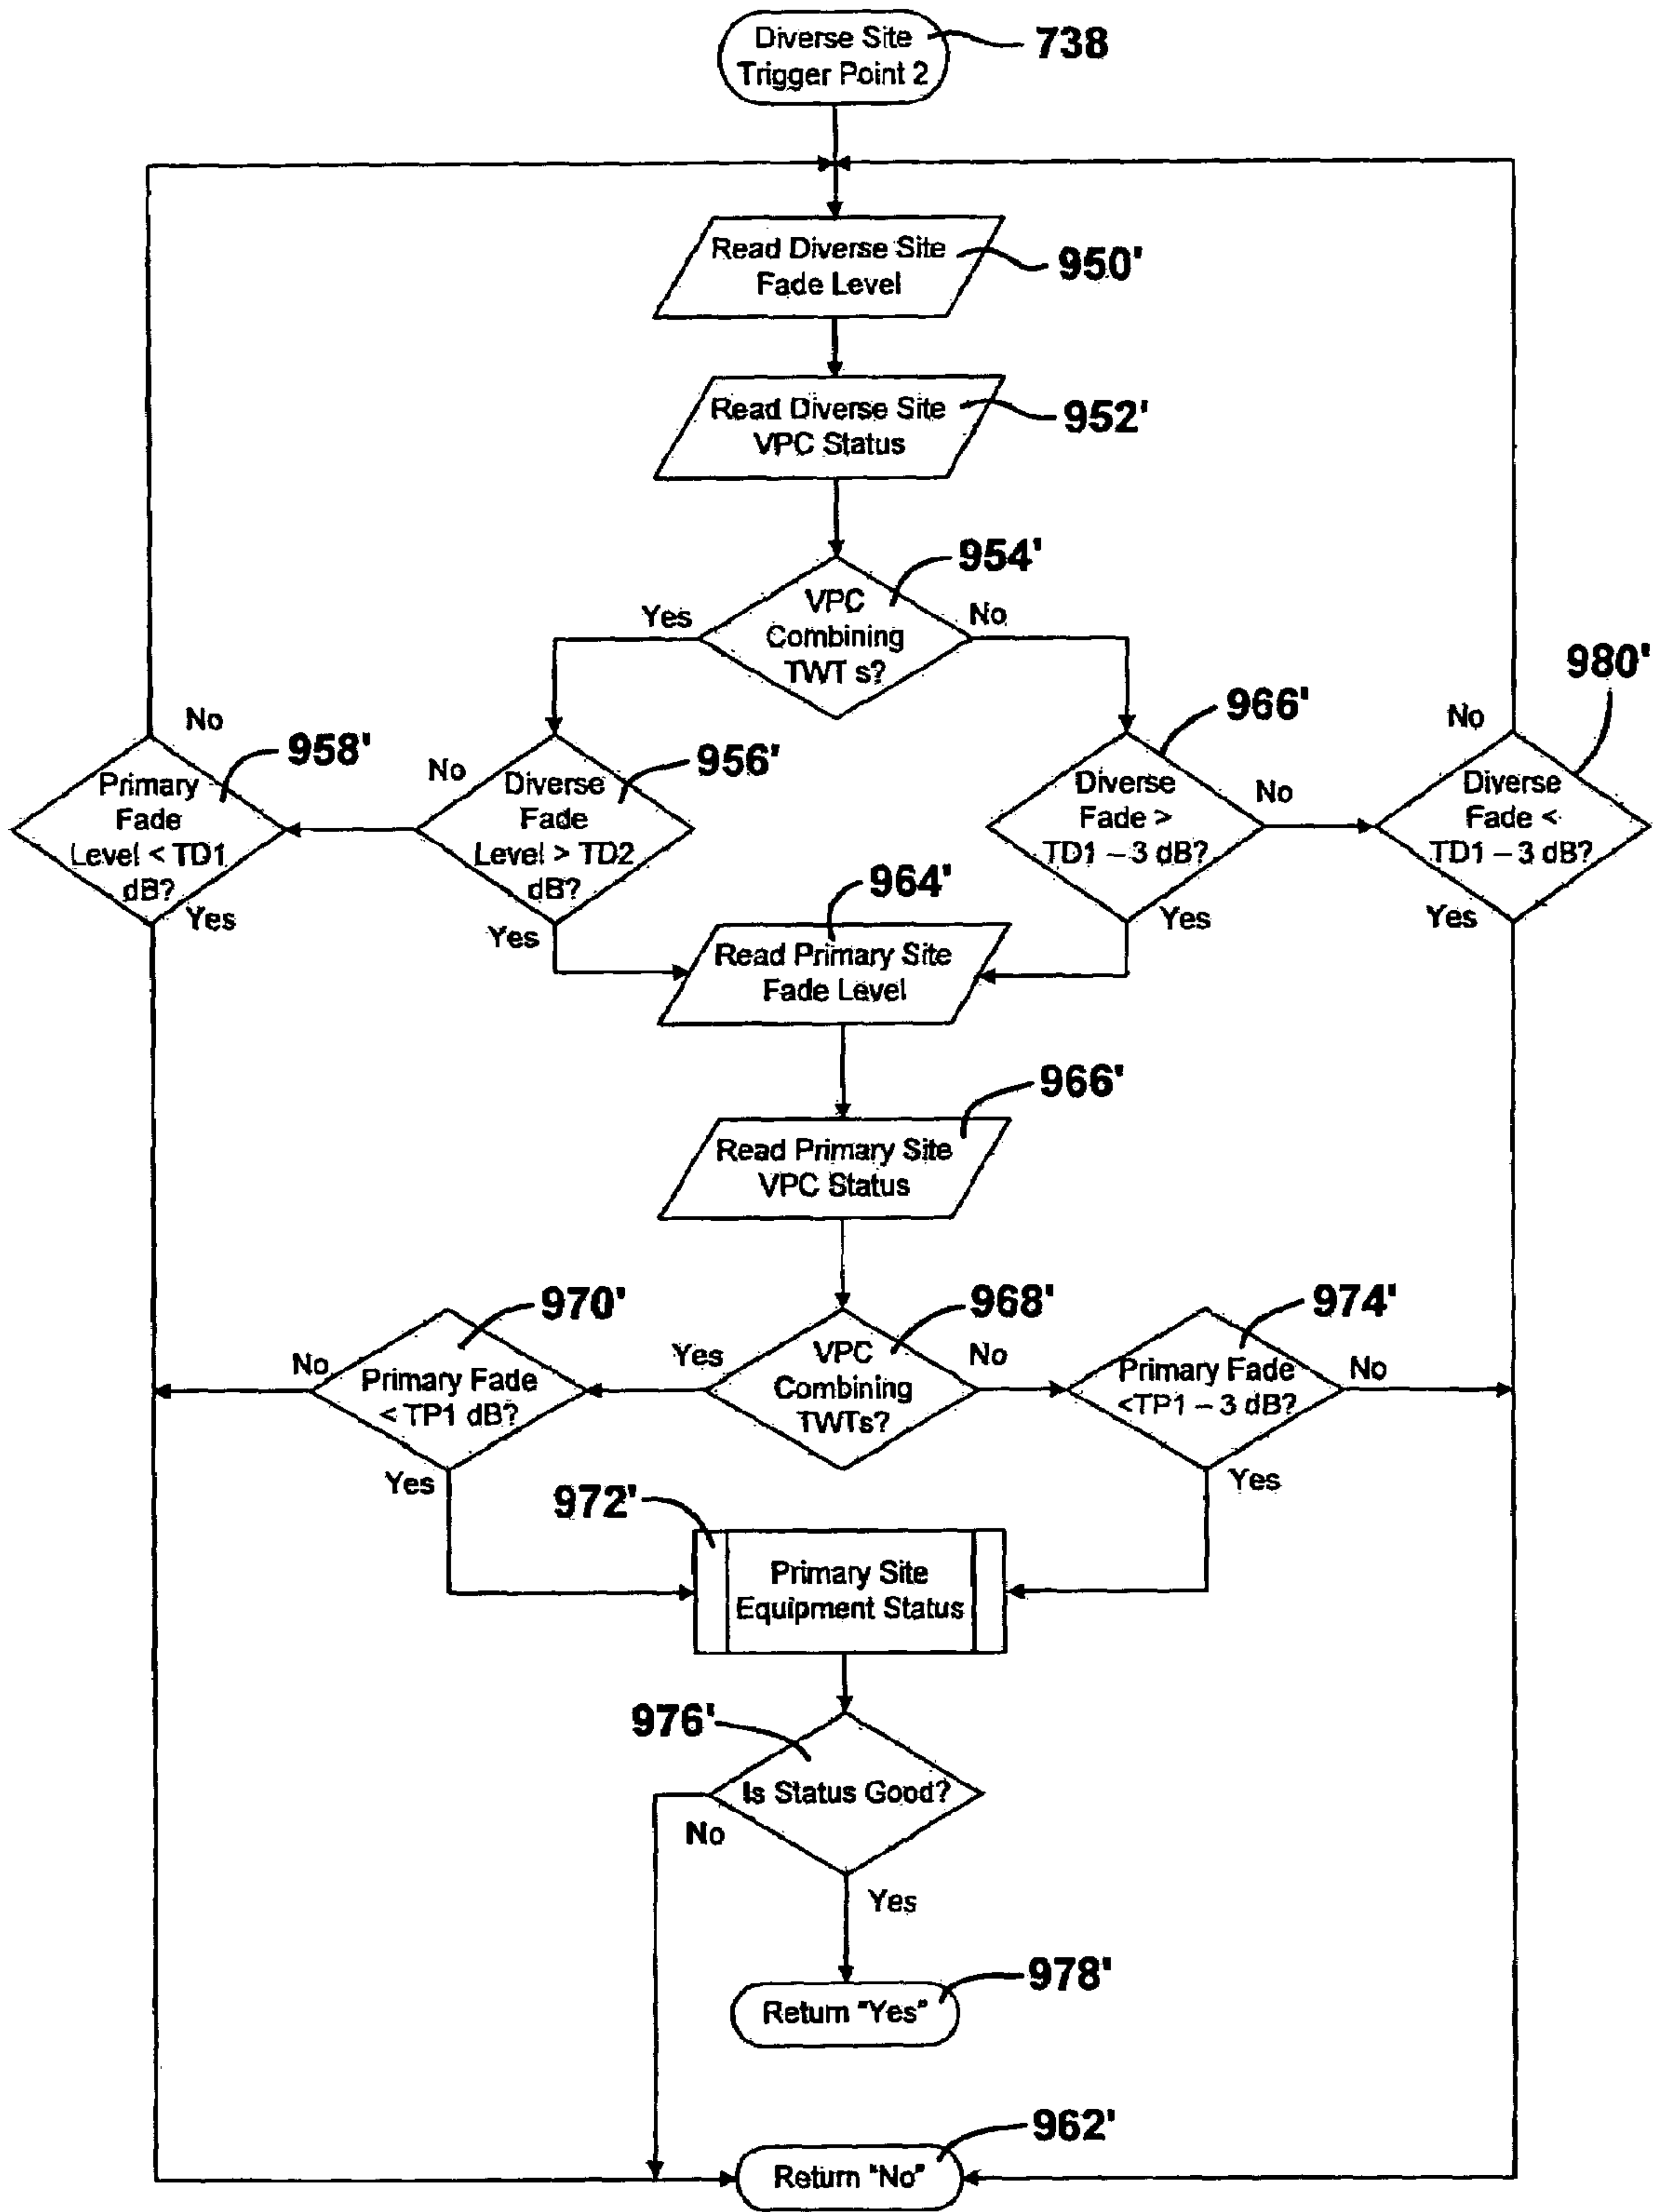 Diverse Site
Trigger Point 2
738
Read Diverse Site
Fade Level
950'
Read Diverse Site
VPC Status
952'
954'
VPC
Combining
TWT s?
Yes
No
980'
966'
No
958'
Primary
Fade
Level < TD1
dB?
Yes
956'
No
Diverse
Fade
Level > TD2
dB?
Yes
Diverse
Fade >
TD1 – 3 dB?
No
Yes
No
Diverse
Fade <
TD1 – 3 dB?
Yes
964'
Read Primary Site
Fade Level
966'
Read Primary Site
VPC Status
970'
No
Primary Fade
< TP1 dB?
Yes
968'
Yes
VPC
Combining
TWTs?
No
974'
Primary Fade
<TP1 – 3 dB?
No
Yes
972'
Primary Site
Equipment Status
976'
Is Status Good?
No
Yes
978'
Return "Yes"
962'
Return "No"